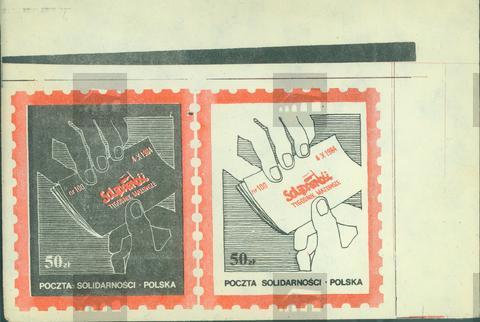 nr 100
4·X 1984
Solidarność
TYGODNIK MAZOWSZE
50 zł
POCZTA SOLIDARNOŚCI · POLSKA
nr 100
4·X 1984
Solidarność
TYGODNIK MAZOWSZE
50 zł
POCZTA SOLIDARNOŚCI · POLSKA